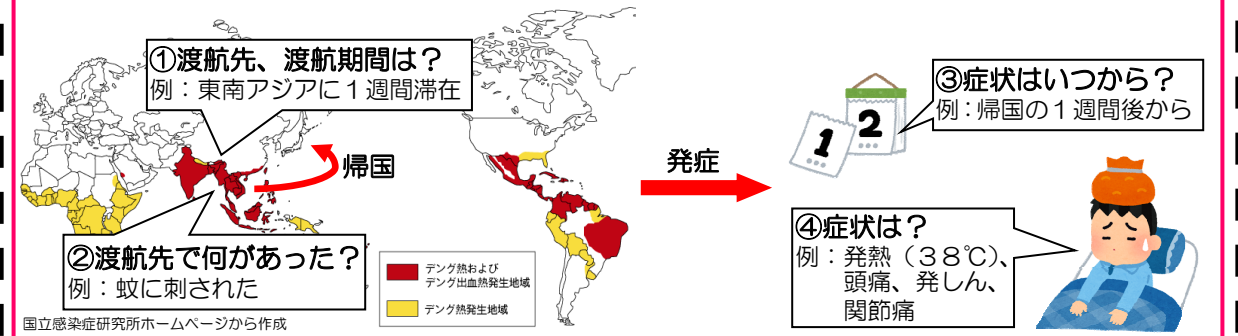 ①渡航先、渡航期間は？
例：東南アジアに１週間滞在
帰国
②渡航先で何があった？
例：蚊に刺された
デング熱および
デング出血熱発生地域
デング熱発生地域
国立感染症研究所ホームページから作成
発症
1
2
③症状はいつから？
例：帰国の１週間後から
④症状は？
例：発熱（３８℃）、
頭痛、発しん、
関節痛